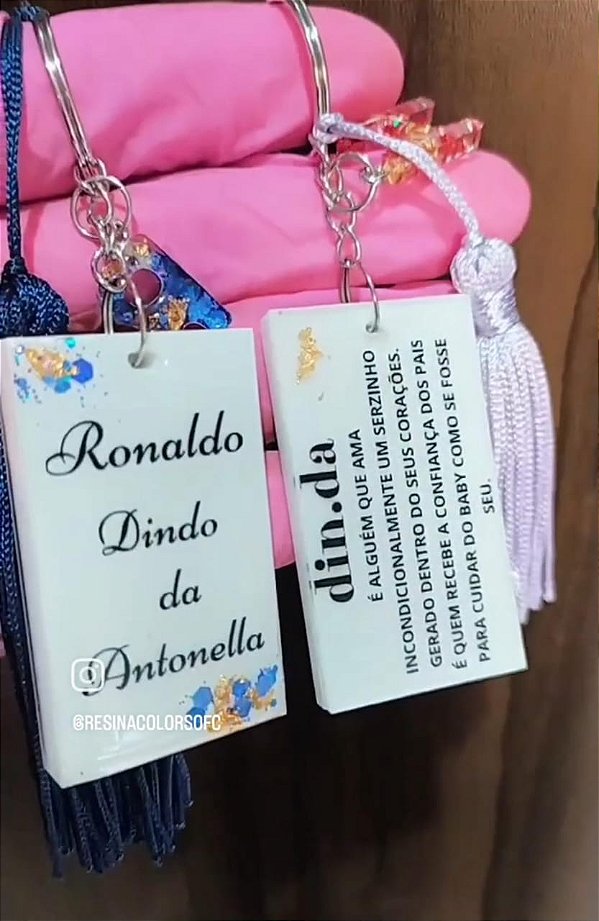 Ronaldo
Dindo
da
Antonella
@RESINACOLORSOFC
din.da
É ALGUÉM QUE AMA
INCONDICIONALMENTE UM SERZINHO
GERADO DENTRO DO SEUS CORAÇÕES.
É QUEM RECEBE A CONFIANÇA DOS PAIS
PARA CUIDAR DO BABY COMO SE FOSSE
SEU.